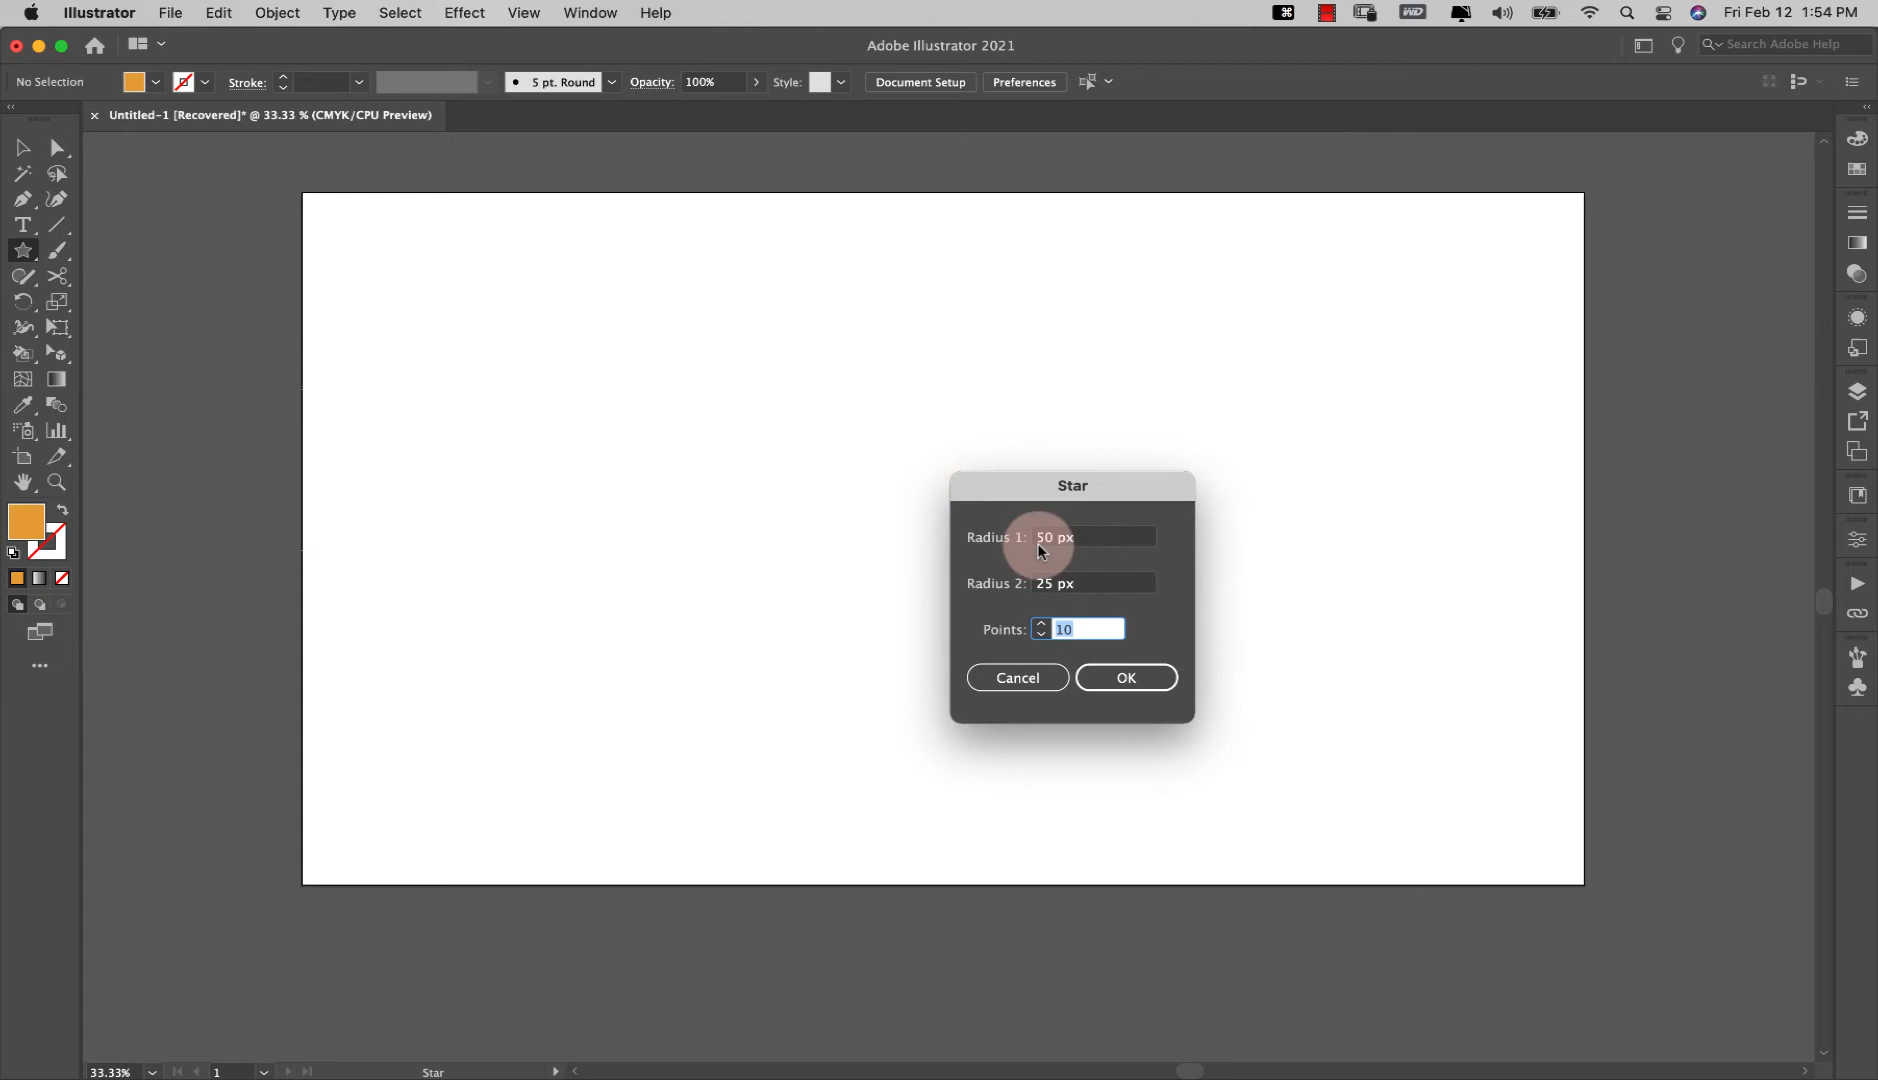 Illustrator File Edit Object Type Select Effect View Window Help
WD
Fri Feb 12 1:54 PM
Adobe Illustrator 2021
Search Adobe Help
No Selection
Stroke:
5 pt. Round
Opacity: 100%
Style:
Document Setup
Preferences
Untitled-1 [Recovered]* @ 33.33 % (CMYK/CPU Preview)
Star
Radius 1: 50 px
Radius 2: 25 px
Points: 10
Cancel
OK
33.33%
1
Star